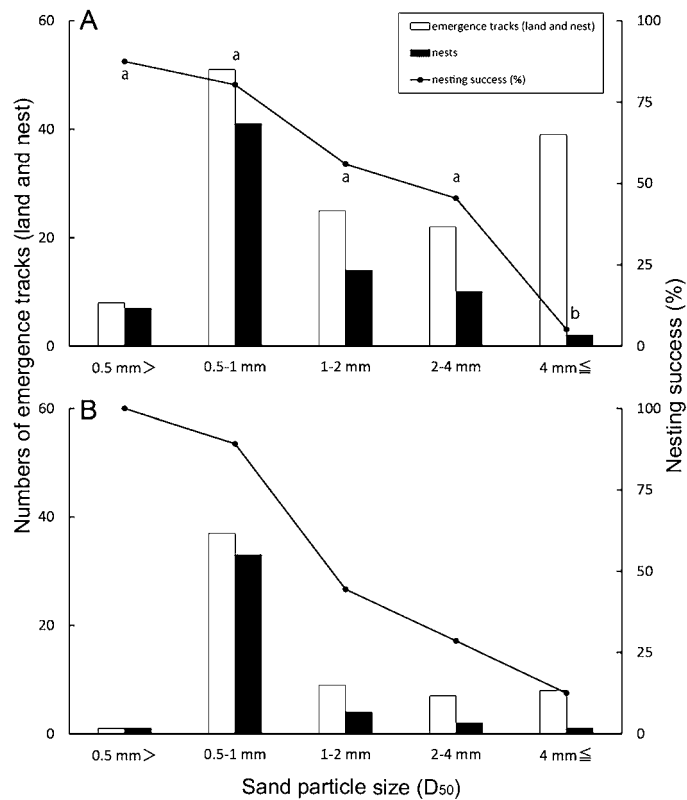 A
60
40
20
0
Numbers of emergence tracks (land and nest)
emergence tracks (land and nest)
nests
nesting success (%)
a
a
a
a
b
100
75
50
25
0
Nesting success (%)
0.5 mm＞
0.5-1 mm
1-2 mm
2-4 mm
4 mm≦
B
60
40
20
0
100
75
50
25
0
0.5 mm＞
0.5-1 mm
1-2 mm
2-4 mm
4 mm≦
Sand particle size (D50)